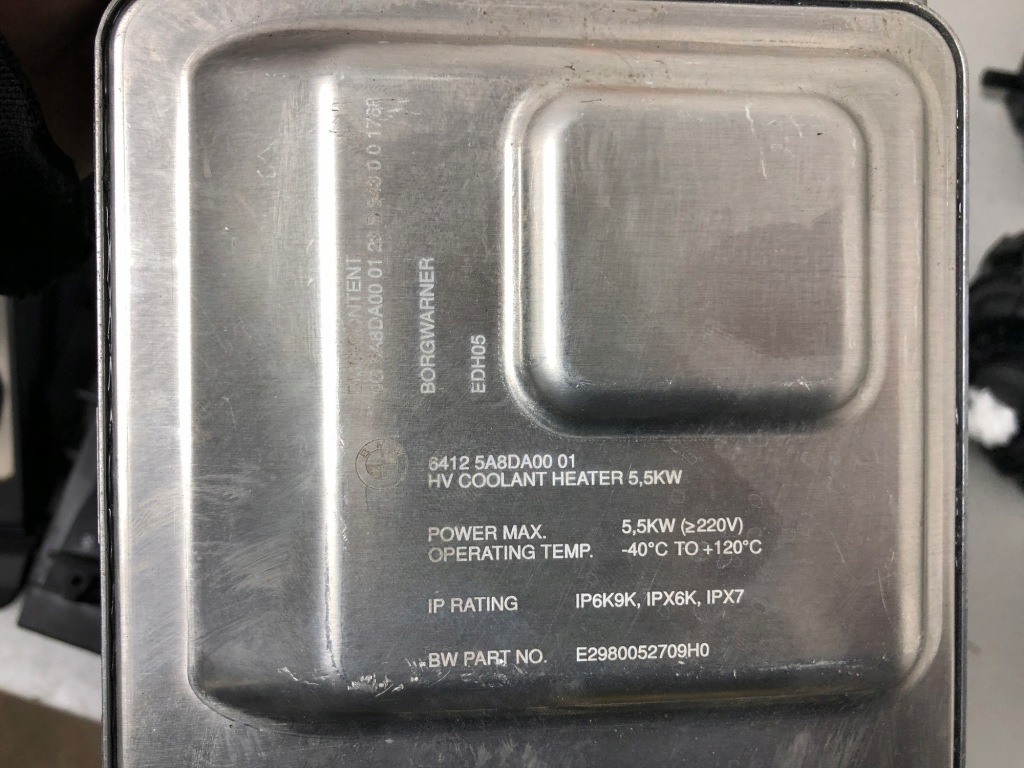 BORGWARNER
EDH05
6412 5A8DA00 01
HV COOLANT HEATER 5,5KW
POWER MAX. 5,5KW (≥220V)
OPERATING TEMP. -40°C TO +120°C
IP RATING IP6K9K, IPX6K, IPX7
BW PART NO. E2980052709H0